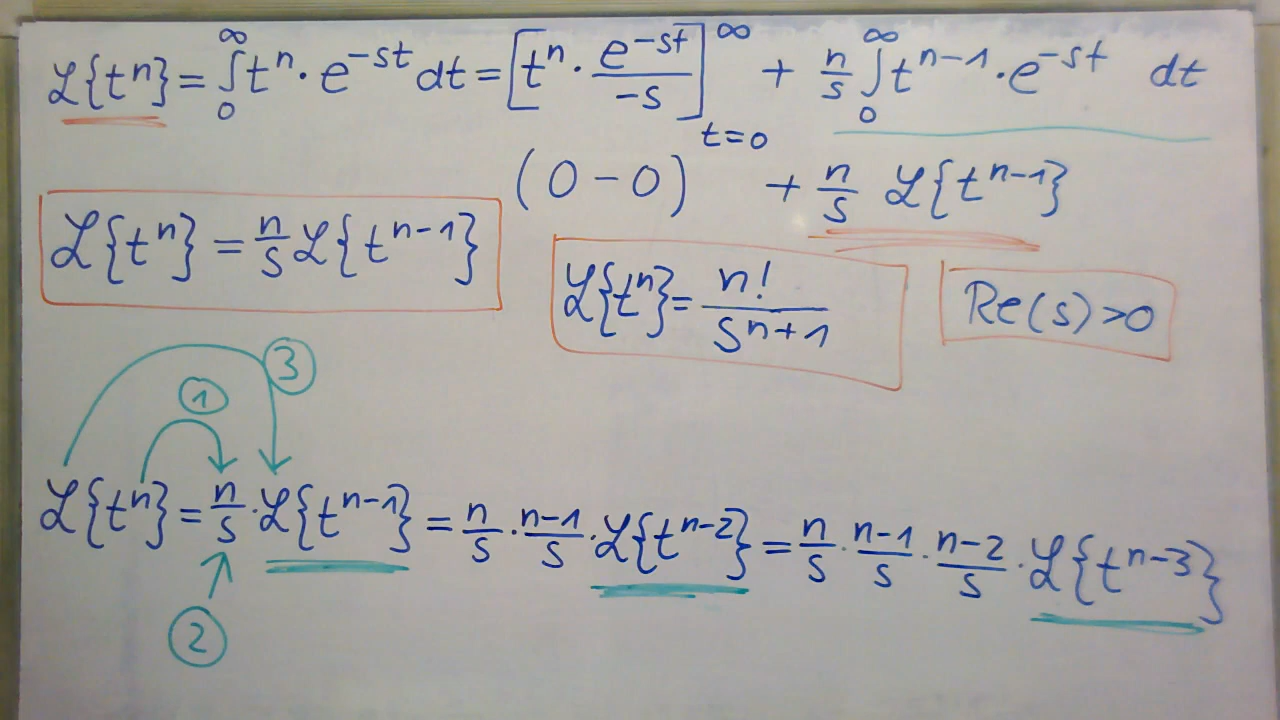 ℒ{tⁿ} = ∫₀^∞ tⁿ · e^(-st) dt = [tⁿ · e^(-st)/-s]_(t=0)^∞ + n/s ∫₀^∞ t^(n-1) · e^(-st) dt
(0 - 0) + n/s ℒ{t^(n-1)}
ℒ{tⁿ} = n/s ℒ{t^(n-1)}
ℒ{tⁿ} = n!/s^(n+1)
Re(s) > 0
③
①
ℒ{tⁿ} = n/s · ℒ{t^(n-1)} = n/s · n-1/s · ℒ{t^(n-2)} = n/s · n-1/s · n-2/s · ℒ{t^(n-3)}
②